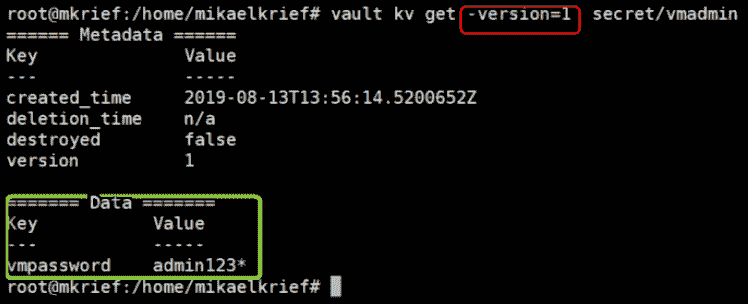 root@mkrief:/home/mikaelkrief# vault kv get -version=1  secret/vmadmin
====== Metadata ======
Key              Value
---              -----
created_time     2019-08-13T13:56:14.5200652Z
deletion_time    n/a
destroyed        false
version          1
======= Data =======
Key           Value
---           -----
vmpassword    admin123*
root@mkrief:/home/mikaelkrief#